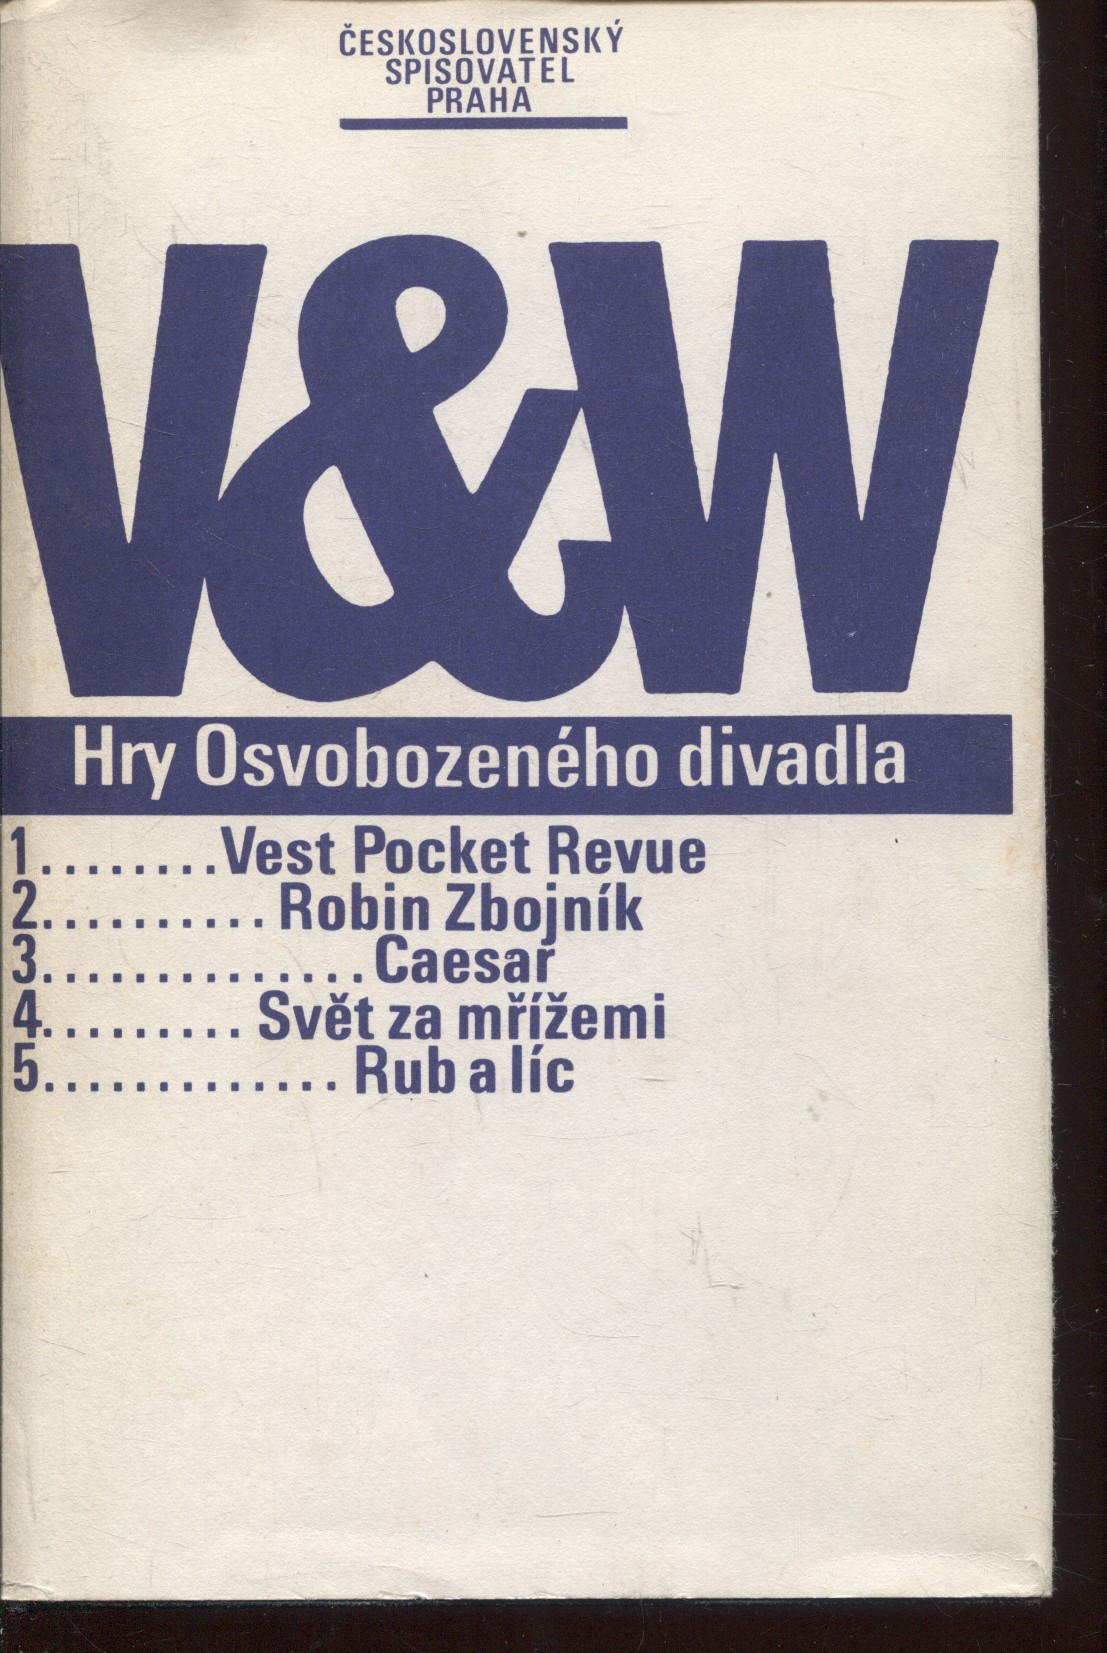 ČESKOSLOVENSKÝ
SPISOVATEL
PRAHA
V&W
Hry Osvobozeného divadla
1........Vest Pocket Revue
2.......... Robin Zbojník
3.............. Caesar
4......... Svět za mřížemi
5............. Rub a líc